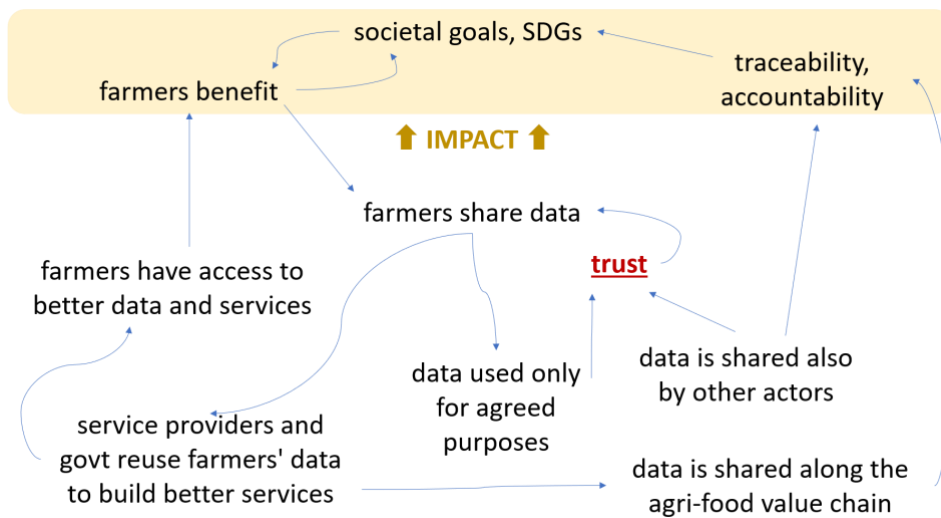 societal goals, SDGs
farmers benefit
traceability,
accountability
IMPACT
farmers share data
trust
farmers have access to
better data and services
data used only
for agreed
purposes
data is shared also
by other actors
service providers and
govt reuse farmers' data
to build better services
data is shared along the
agri-food value chain